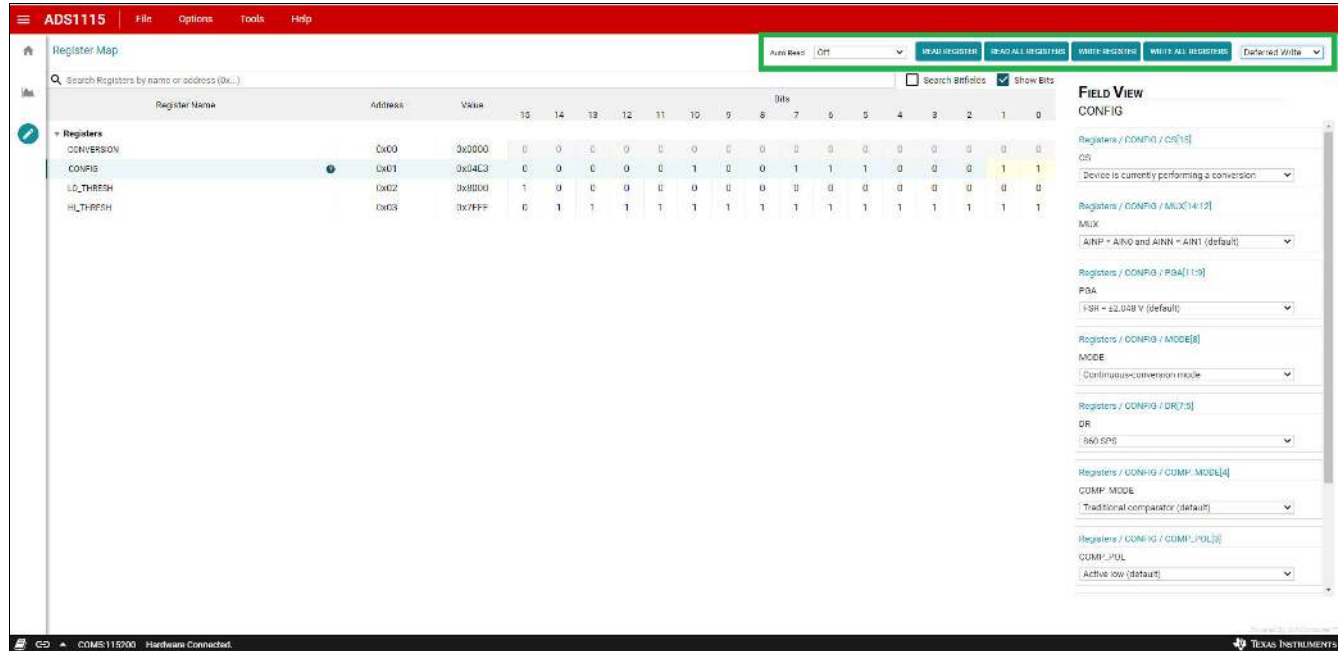 ADS1115 File Options Tools Help
Register Map
Auto Read Off READ REGISTER READ ALL REGISTERS WRITE REGISTER WRITE ALL REGISTERS Deferred Write
Search Registers by name or address (0x...) Search Bitfields Show Bits
Register Name Address Value Bits
15 14 13 12 11 10 9 8 7 6 5 4 3 2 1 0
Registers
CONVERSION 0x00 0x0000 0 0 0 0 0 0 0 0 0 0 0 0 0 0 0 0
CONFIG 0x01 0x04E3 0 0 0 0 0 1 0 0 1 1 1 0 0 0 1 1
LO_THRESH 0x02 0x8000 1 0 0 0 0 0 0 0 0 0 0 0 0 0 0 0
HI_THRESH 0x03 0x7FFF 0 1 1 1 1 1 1 1 1 1 1 1 1 1 1 1
FIELD VIEW
CONFIG
Registers / CONFIG / OS[15]
OS
Device is currently performing a conversion
Registers / CONFIG / MUX[14:12]
MUX
AINP = AIN0 and AINN = AIN1 (default)
Registers / CONFIG / PGA[11:9]
PGA
FSR = ±2.048 V (default)
Registers / CONFIG / MODE[8]
MODE
Continuous-conversion mode
Registers / CONFIG / DR[7:5]
DR
860 SPS
Registers / CONFIG / COMP_MODE[4]
COMP_MODE
Traditional comparator (default)
Registers / CONFIG / COMP_POL[3]
COMP_POL
Active low (default)
COM5:115200 Hardware Connected.
TEXAS INSTRUMENTS